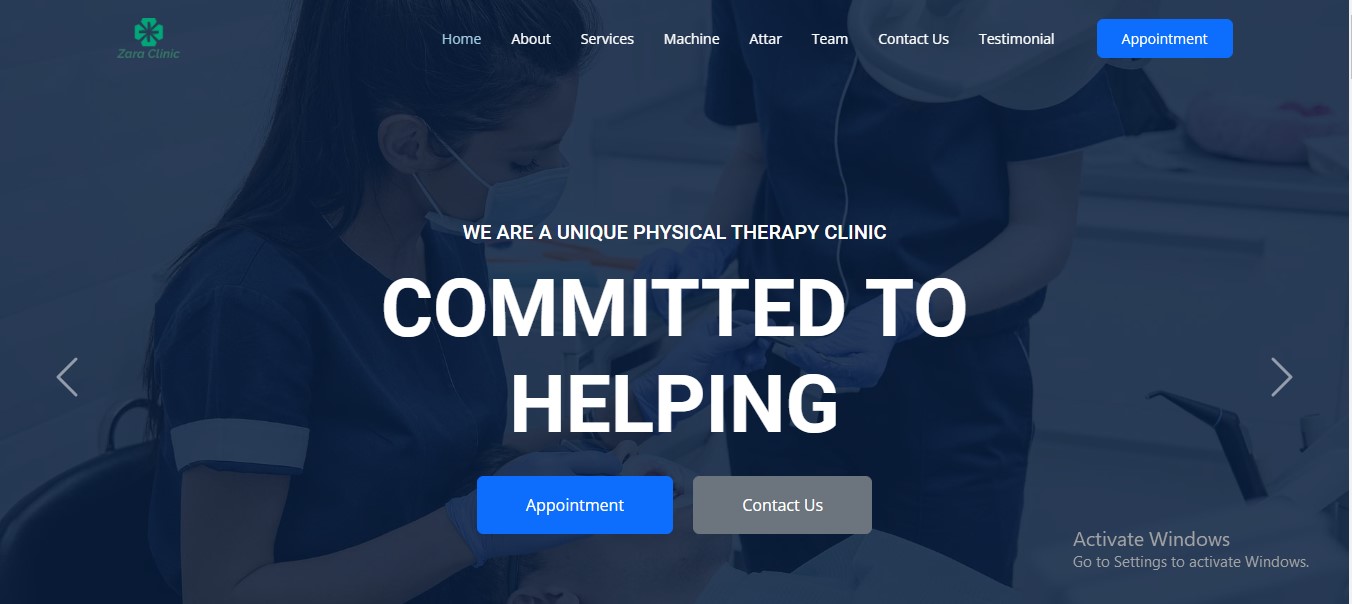 Zara Clinic
Home About Services Machine Attar Team Contact Us Testimonial Appointment
WE ARE A UNIQUE PHYSICAL THERAPY CLINIC
COMMITTED TO
HELPING
Appointment Contact Us
Activate Windows
Go to Settings to activate Windows.